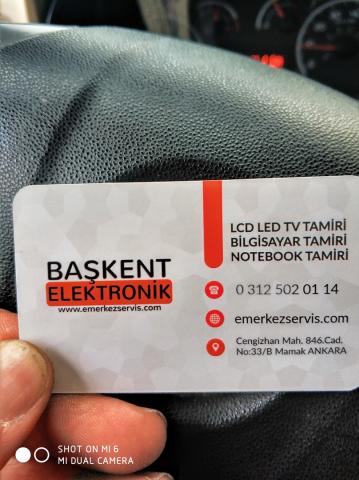 BAŞKENT
ELEKTRONİK
www.emerkezservis.com
LCD LED TV TAMİRİ
BİLGİSAYAR TAMİRİ
NOTEBOOK TAMİRİ
0 312 502 01 14
emerkezservis.com
Cengizhan Mah. 846.Cad.
No:33/B Mamak ANKARA
SHOT ON MI 6
MI DUAL CAMERA